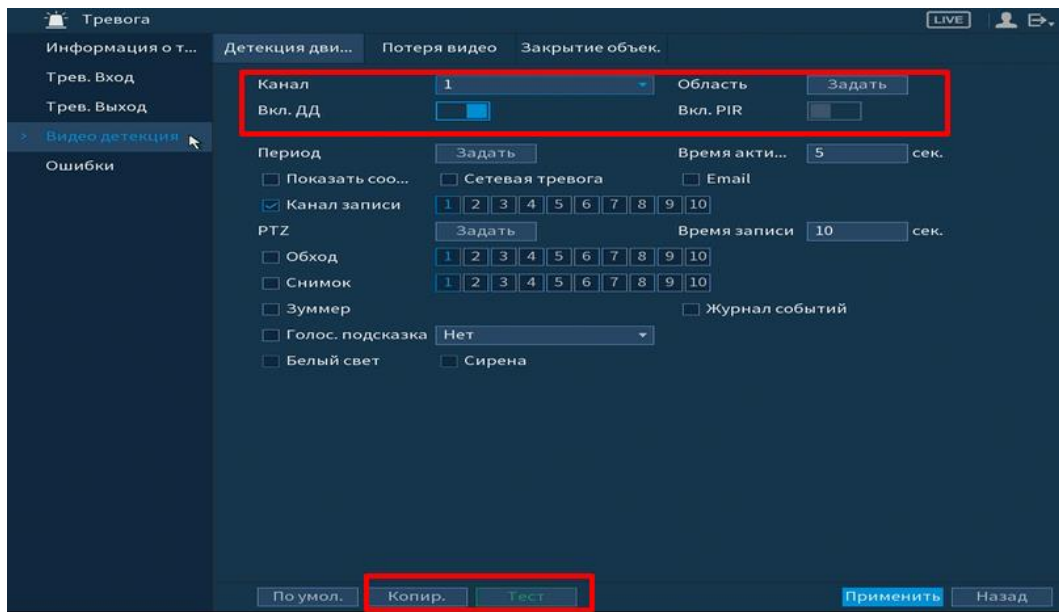 Тревога LIVE
Информация о т... Детекция дви... Потеря видео Закрытие объек.
Трев. Вход Канал 1 Область Задать
Трев. Выход Вкл. ДД Вкл. PIR
> Видео детекция
Период Задать Время акти... 5 сек.
Ошибки
Показать соо... Сетевая тревога Email
Канал записи 1 2 3 4 5 6 7 8 9 10
PTZ Задать Время записи 10 сек.
Обход 1 2 3 4 5 6 7 8 9 10
Снимок 1 2 3 4 5 6 7 8 9 10
Зуммер Журнал событий
Голос. подсказка Нет
Белый свет Сирена
По умол. Копир. Тест Применить Назад